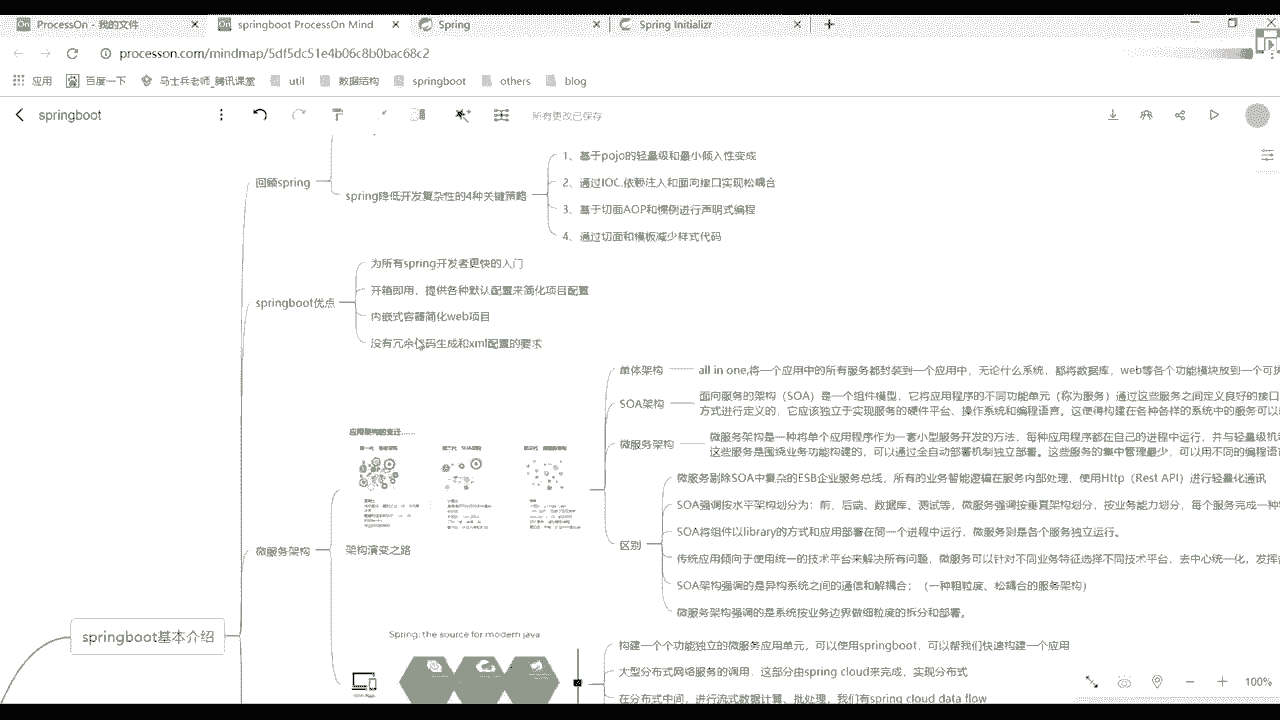 ProcessOn - 我的文件
springboot ProcessOn Mind
Spring
Spring Initializr
processon.com/mindmap/5df5dc51e4b06c8b0bac68c2
应用
百度一下
马士兵老师_腾讯课堂
util
数据结构
springboot
others
blog
springboot
所有更改已保存
回顾spring
spring降低开发复杂性的4种关键策略
1、基于pojo的轻量级和最小倾入性变成
2、通过IOC,依赖注入和面向接口实现松耦合
3、基于切面AOP和惯例进行声明式编程
4、通过切面和模板减少样式代码
springboot优点
为所有spring开发者更快的入门
开箱即用，提供各种默认配置来简化项目配置
内嵌式容器简化web项目
没有冗余代码生成和xml配置的要求
微服务架构
架构演变之路
应用架构的变迁……
单体架构
all in one,将一个应用中的所有服务都封装到一个应用中，无论什么系统，都将数据库，web等各个功能模块放到一个可执
SOA架构
面向服务的架构（SOA）是一个组件模型，它将应用程序的不同功能单元（称为服务）通过这些服务之间定义良好的接口
方式进行定义的，它应该独立于实现服务的硬件平台、操作系统和编程语言。这使得构建在各种各样的系统中的服务可以
微服务架构
微服务架构是一种将单个应用程序作为一套小型服务开发的方法，每种应用程序都在自己的进程中运行，并与轻量级机
这些服务是围绕业务功能构建的，可以通过全自动部署机制独立部署。这些服务的集中管理最少，可以用不同的编程语
区别
微服务剔除SOA中复杂的ESB企业服务总线，所有的业务智能逻辑在服务内部处理，使用Http（Rest API）进行轻量化通讯
SOA强调按水平架构划分为：前、后端、数据库、测试等，微服务强调按垂直架构划分，按业务能力划分，每个服务完成一
SOA将组件以library的方式和应用部署在同一个进程中运行，微服务则是各个服务独立运行。
传统应用倾向于使用统一的技术平台来解决所有问题，微服务可以针对不同业务特征选择不同技术平台，去中心统一化，发挥
SOA架构强调的是异构系统之间的通信和解耦合；（一种粗粒度、松耦合的服务架构）
微服务架构强调的是系统按业务边界做细粒度的拆分和部署。
springboot基本介绍
Spring: the source for modern java
构建一个个功能独立的微服务应用单元，可以使用springboot，可以帮我们快速构建一个应用
大型分布式网络服务的调用，这部分由spring cloud来完成，实现分布式
在分布式中间，进行流式数据计算、批处理，我们有spring cloud data flow
100%